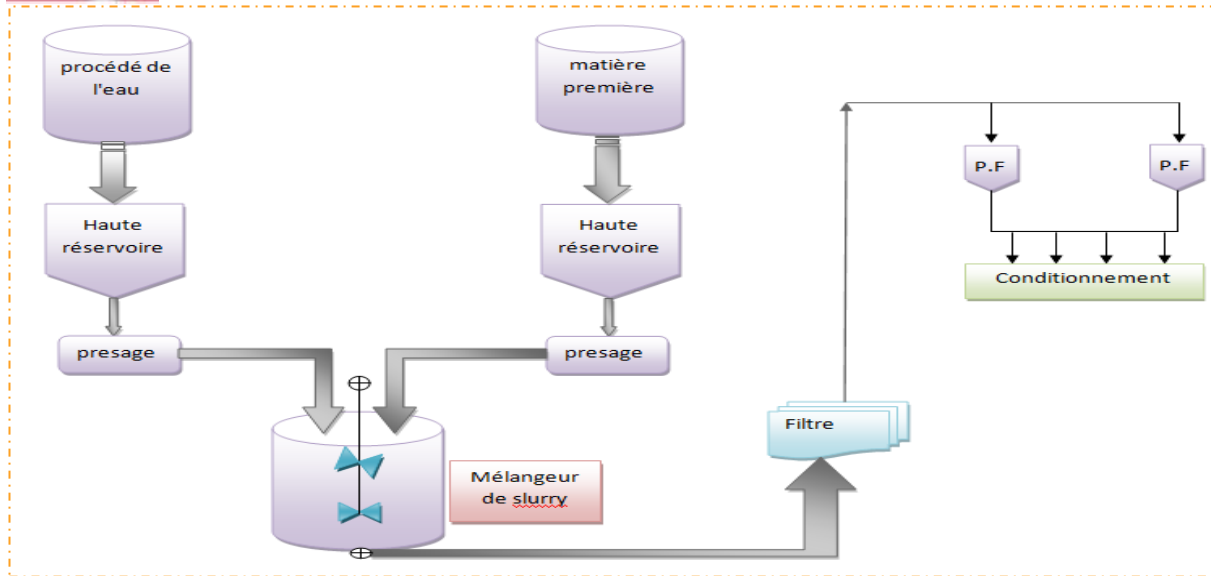 procédé de
l'eau
matière
première
Haute
réservoire
Haute
réservoire
presage
presage
Mélangeur
de slurry
Filtre
P.F
P.F
Conditionnement